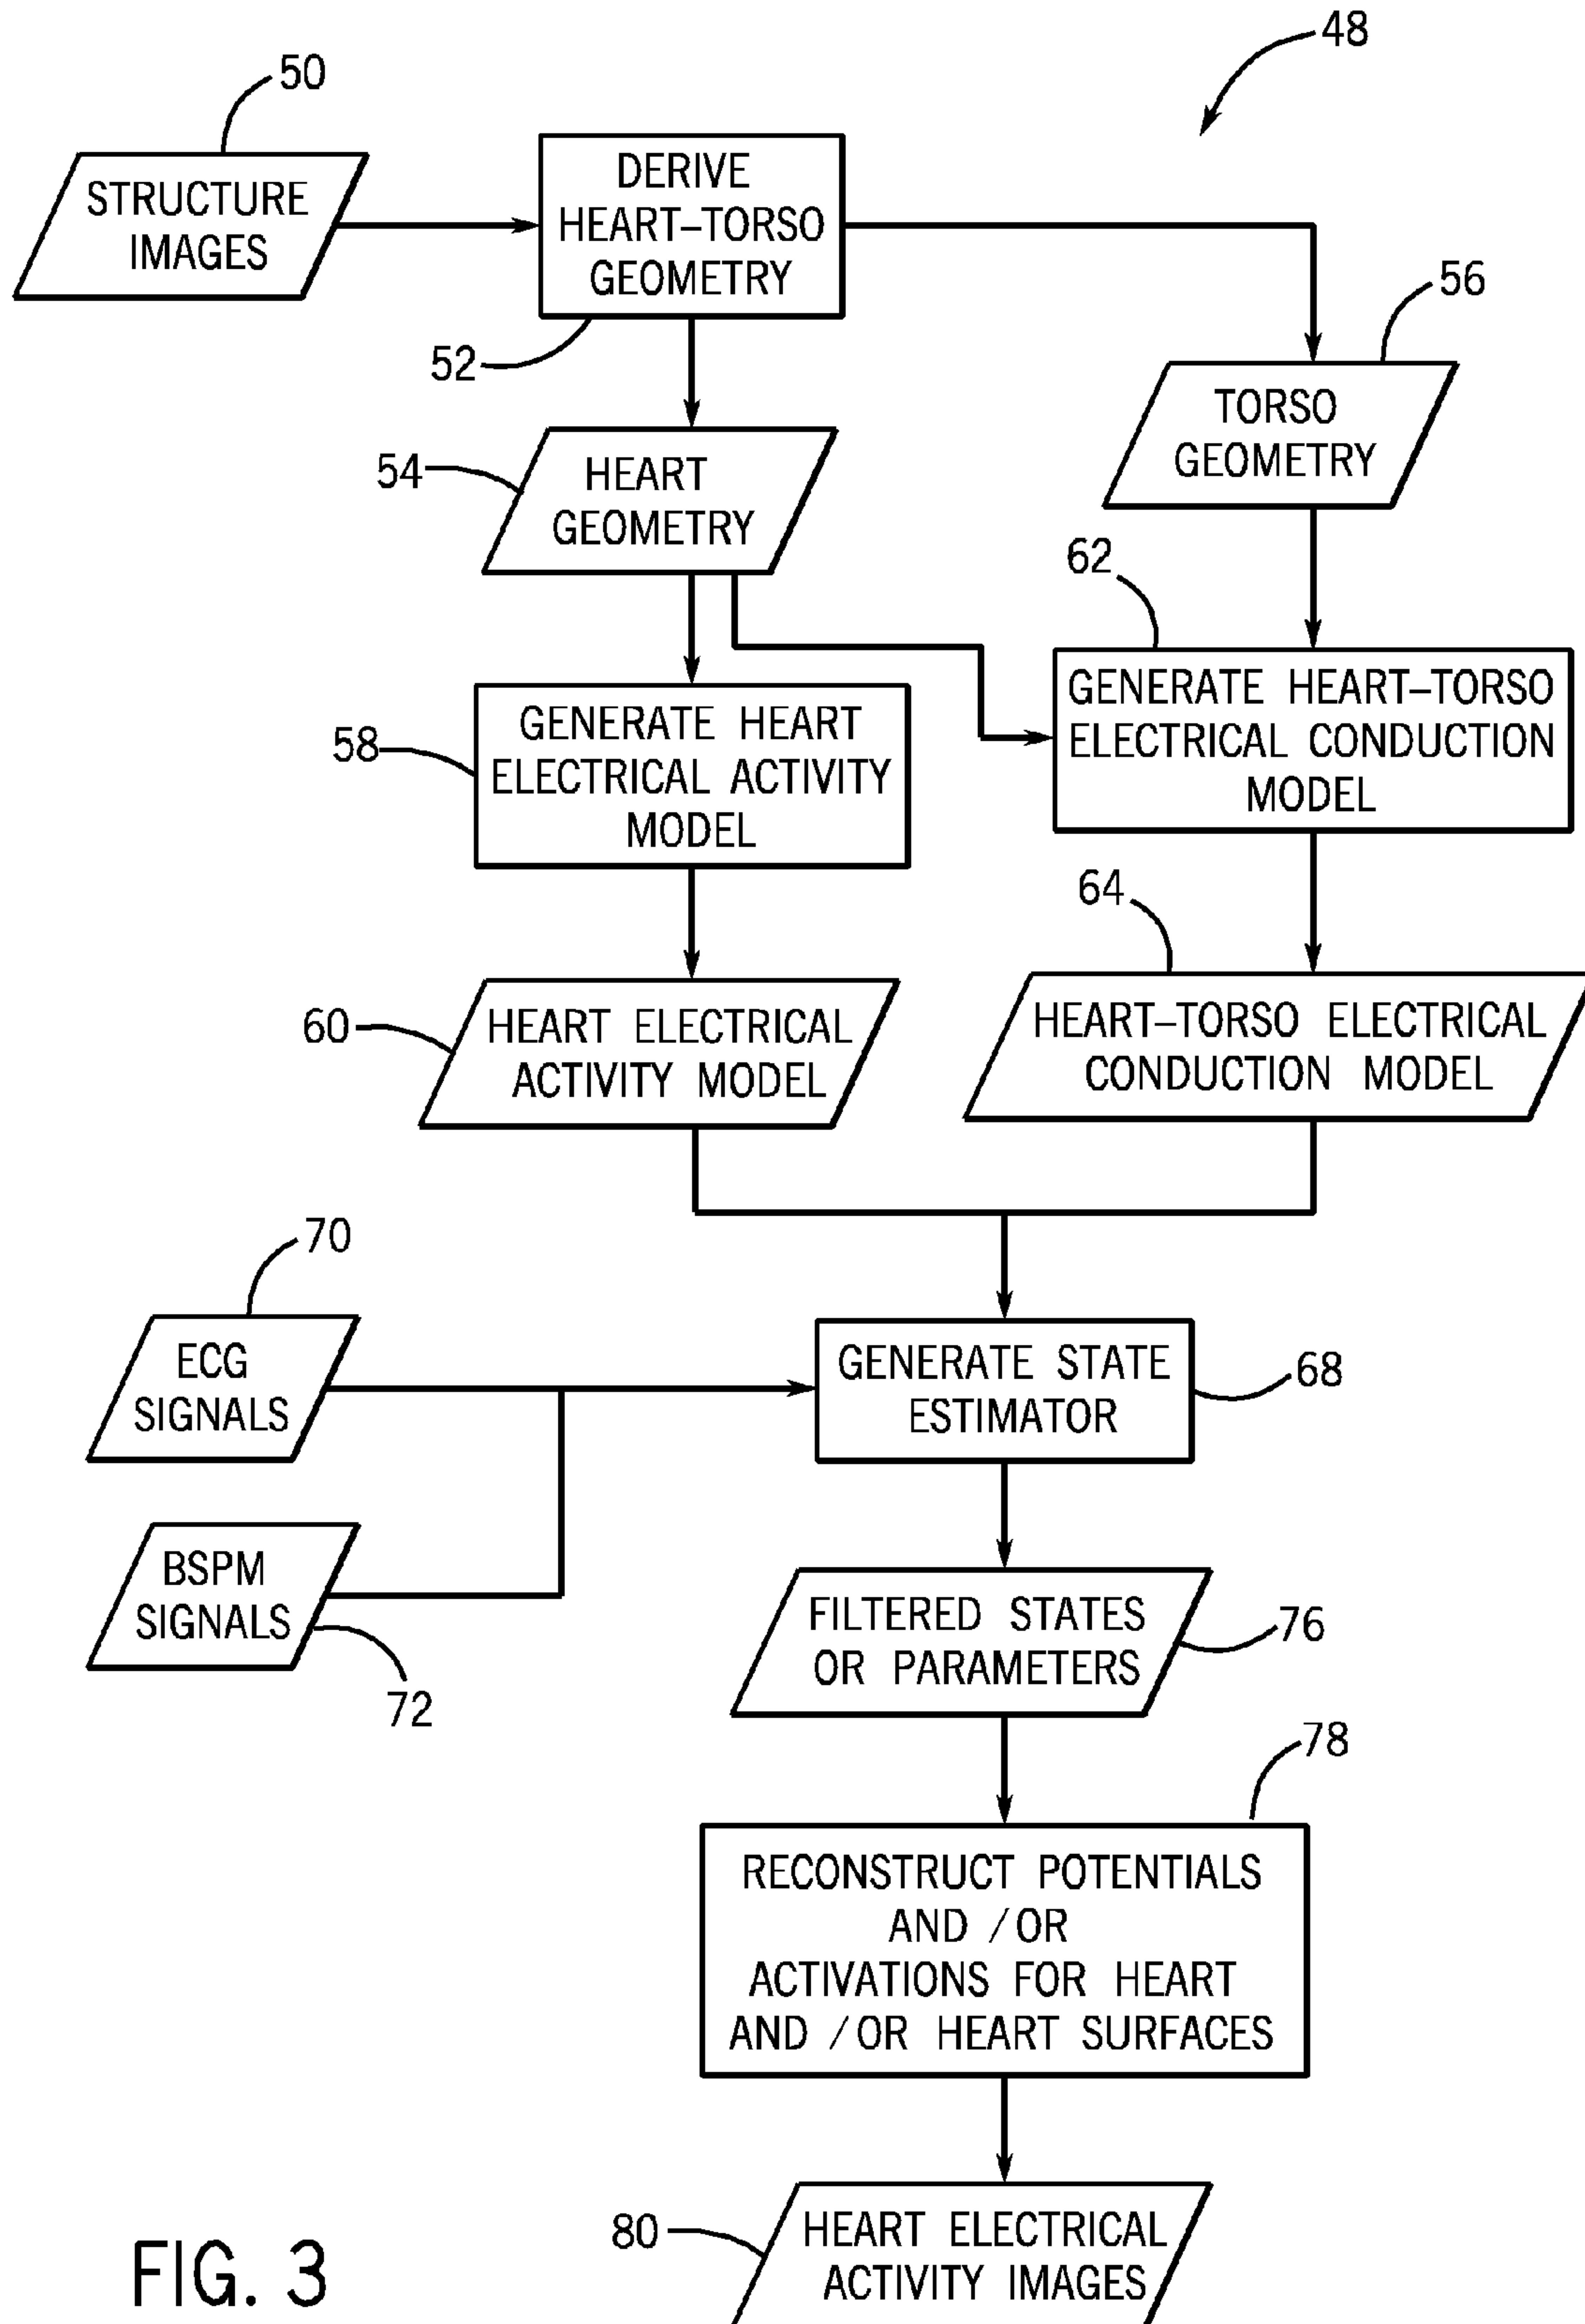 48
50
STRUCTURE
IMAGES
DERIVE
HEART–TORSO
GEOMETRY
52
56
TORSO
GEOMETRY
54
HEART
GEOMETRY
62
GENERATE HEART–TORSO
ELECTRICAL CONDUCTION
MODEL
58
GENERATE HEART
ELECTRICAL ACTIVITY
MODEL
64
60
HEART ELECTRICAL
ACTIVITY MODEL
HEART–TORSO ELECTRICAL
CONDUCTION MODEL
70
ECG
SIGNALS
GENERATE STATE
ESTIMATOR
68
BSPM
SIGNALS
72
FILTERED STATES
OR PARAMETERS
76
78
RECONSTRUCT POTENTIALS
AND /OR
ACTIVATIONS FOR HEART
AND /OR HEART SURFACES
80
HEART ELECTRICAL
ACTIVITY IMAGES
FIG. 3